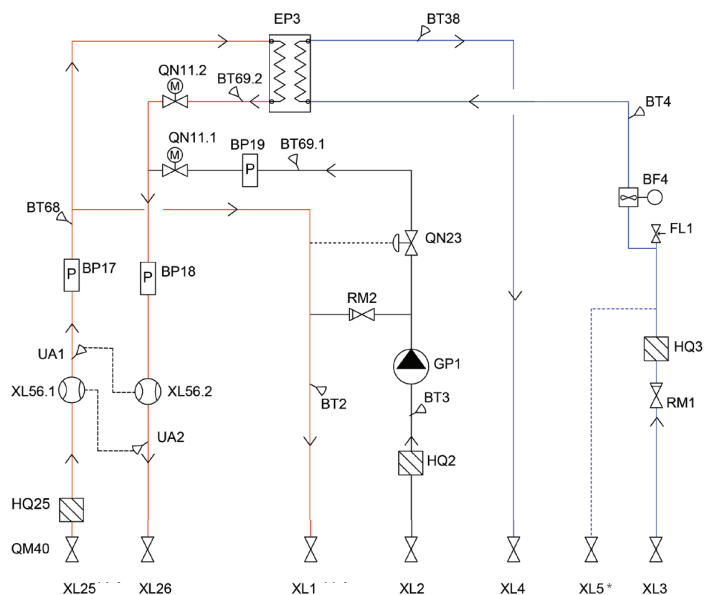 EP3
BT38
QN11.2
M
BT69.2
BT4
QN11.1
M
BP19
P
BT69.1
BF4
BT68
QN23
FL1
BP17
P
P
BP18
RM2
UA1
GP1
HQ3
XL56.1
XL56.2
BT2
BT3
RM1
UA2
HQ2
HQ25
QM40
XL25
XL26
XL1
XL2
XL4
XL5 *
XL3